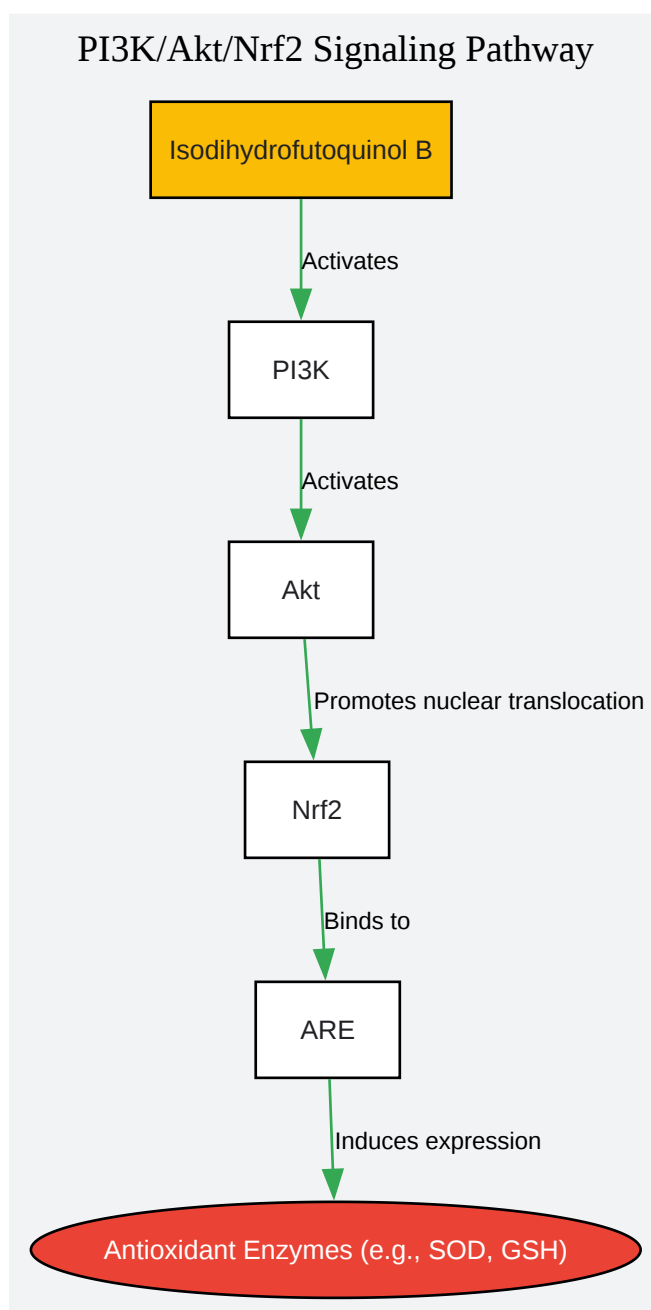 PI3K/Akt/Nrf2 Signaling Pathway
Isodihydrofutoquinol B
Activates
PI3K
Activates
Akt
Promotes nuclear translocation
Nrf2
Binds to
ARE
Induces expression
Antioxidant Enzymes (e.g., SOD, GSH)